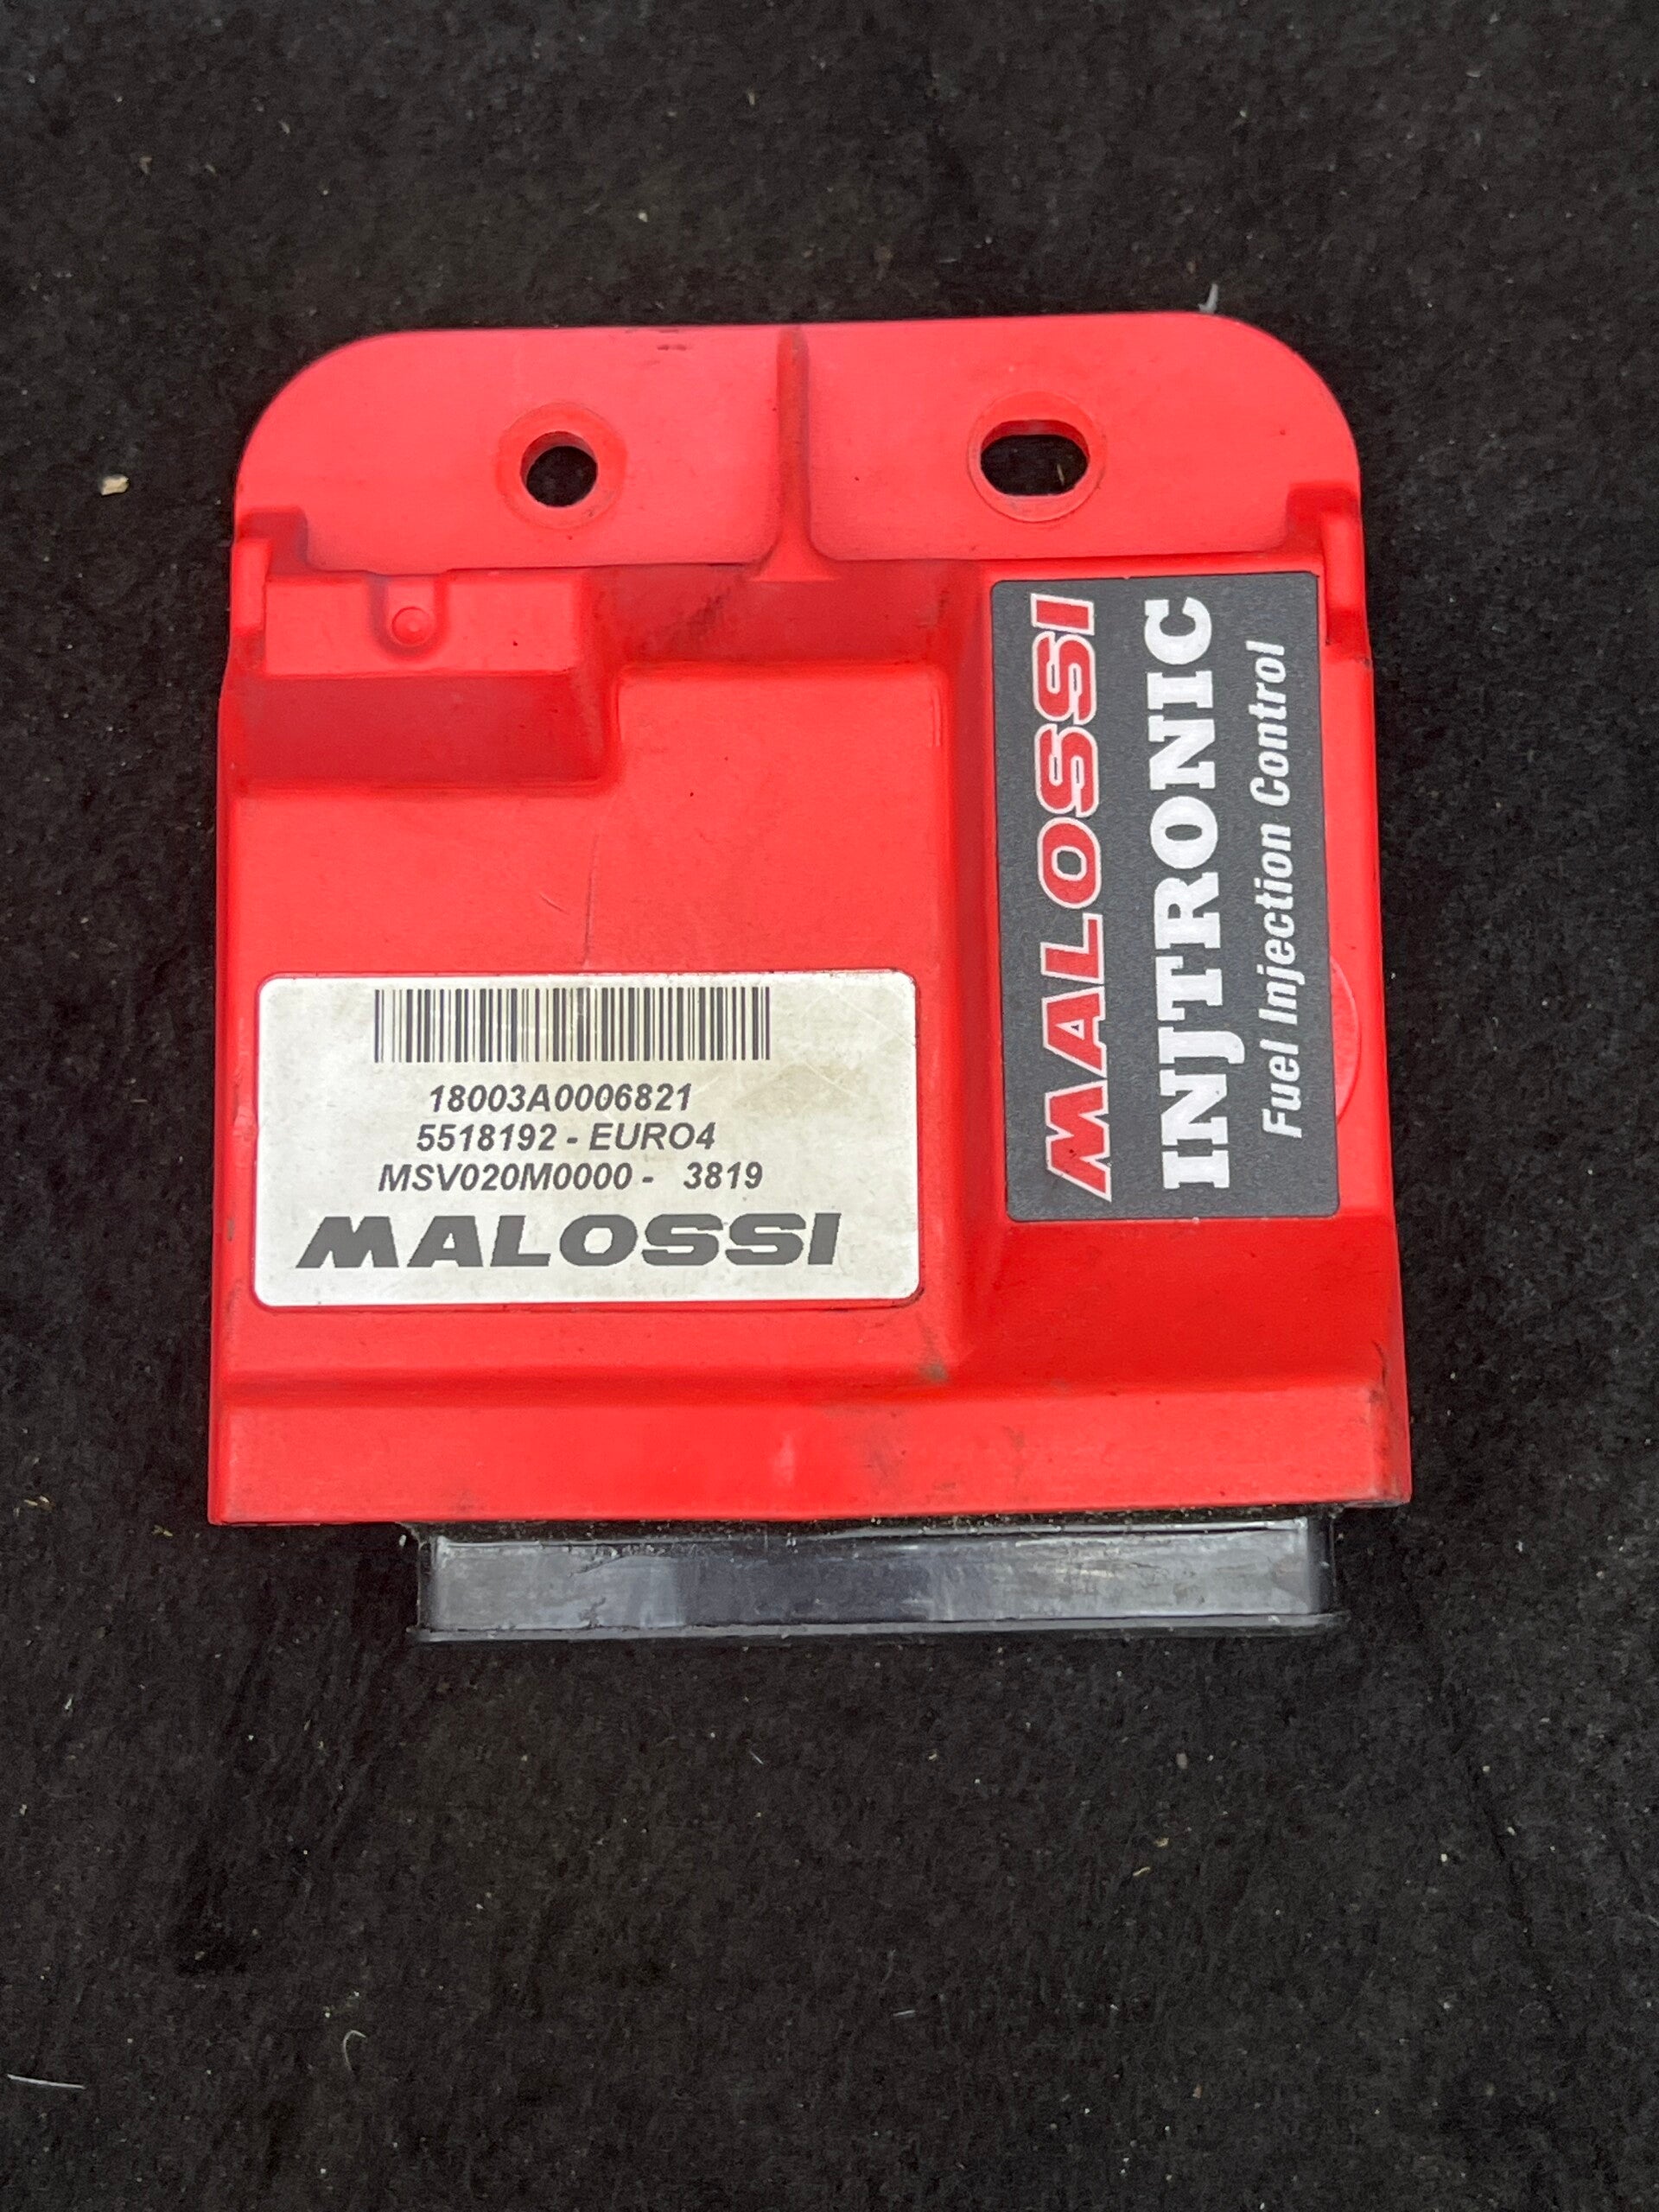 18003A0006821
5518192 - EURO4
MSV020M0000 - 3819
MALOSSI
MALOSSI
INJTRONIC
Fuel Injection Control